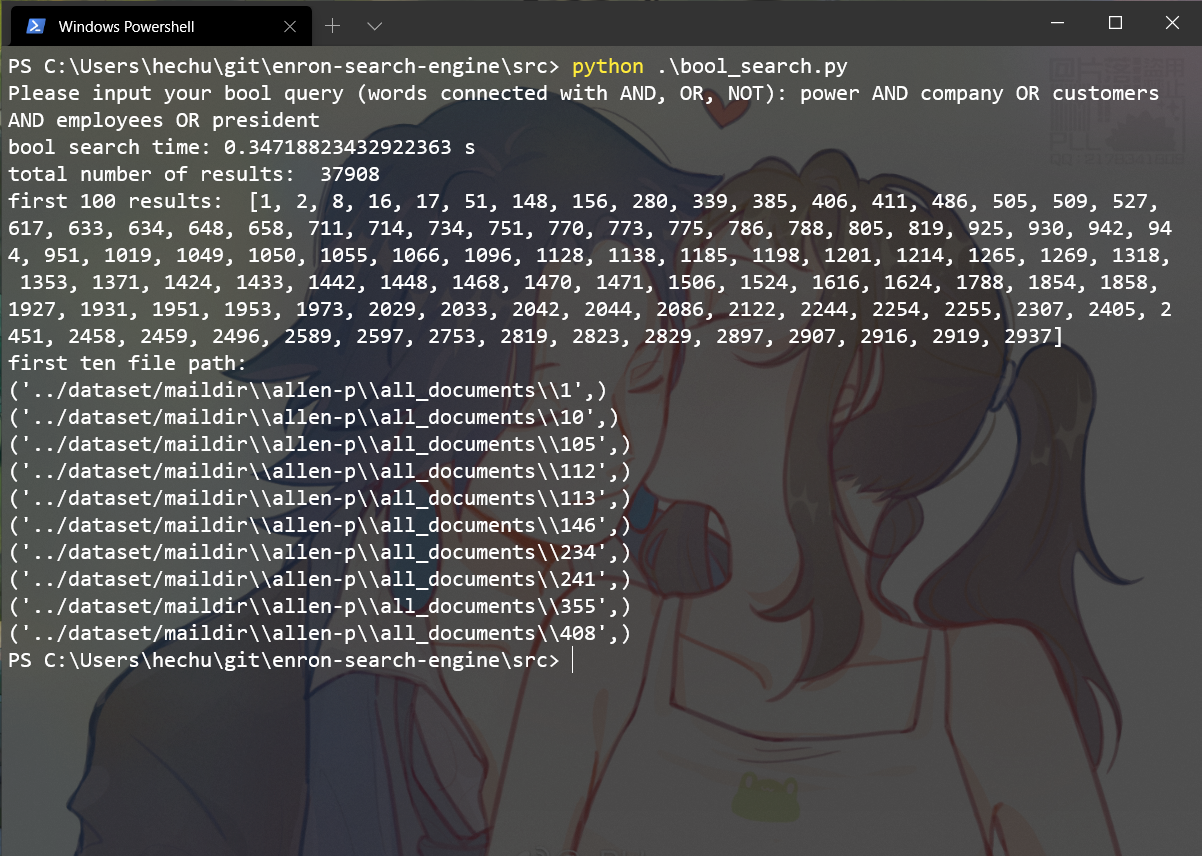 Windows Powershell
PS C:\Users\hechu\git\enron-search-engine\src> python .\bool_search.py
Please input your bool query (words connected with AND, OR, NOT): power AND company OR customers
AND employees OR president
bool search time: 0.34718823432922363 s
total number of results:  37908
first 100 results:  [1, 2, 8, 16, 17, 51, 148, 156, 280, 339, 385, 406, 411, 486, 505, 509, 527,
617, 633, 634, 648, 658, 711, 714, 734, 751, 770, 773, 775, 786, 788, 805, 819, 925, 930, 942, 94
4, 951, 1019, 1049, 1050, 1055, 1066, 1096, 1128, 1138, 1185, 1198, 1201, 1214, 1265, 1269, 1318,
 1353, 1371, 1424, 1433, 1442, 1448, 1468, 1470, 1471, 1506, 1524, 1616, 1624, 1788, 1854, 1858,
1927, 1931, 1951, 1953, 1973, 2029, 2033, 2042, 2044, 2086, 2122, 2244, 2254, 2255, 2307, 2405, 2
451, 2458, 2459, 2496, 2589, 2597, 2753, 2819, 2823, 2829, 2897, 2907, 2916, 2919, 2937]
first ten file path:
('../dataset/maildir\\allen-p\\all_documents\\1',)
('../dataset/maildir\\allen-p\\all_documents\\10',)
('../dataset/maildir\\allen-p\\all_documents\\105',)
('../dataset/maildir\\allen-p\\all_documents\\112',)
('../dataset/maildir\\allen-p\\all_documents\\113',)
('../dataset/maildir\\allen-p\\all_documents\\146',)
('../dataset/maildir\\allen-p\\all_documents\\234',)
('../dataset/maildir\\allen-p\\all_documents\\241',)
('../dataset/maildir\\allen-p\\all_documents\\355',)
('../dataset/maildir\\allen-p\\all_documents\\408',)
PS C:\Users\hechu\git\enron-search-engine\src>